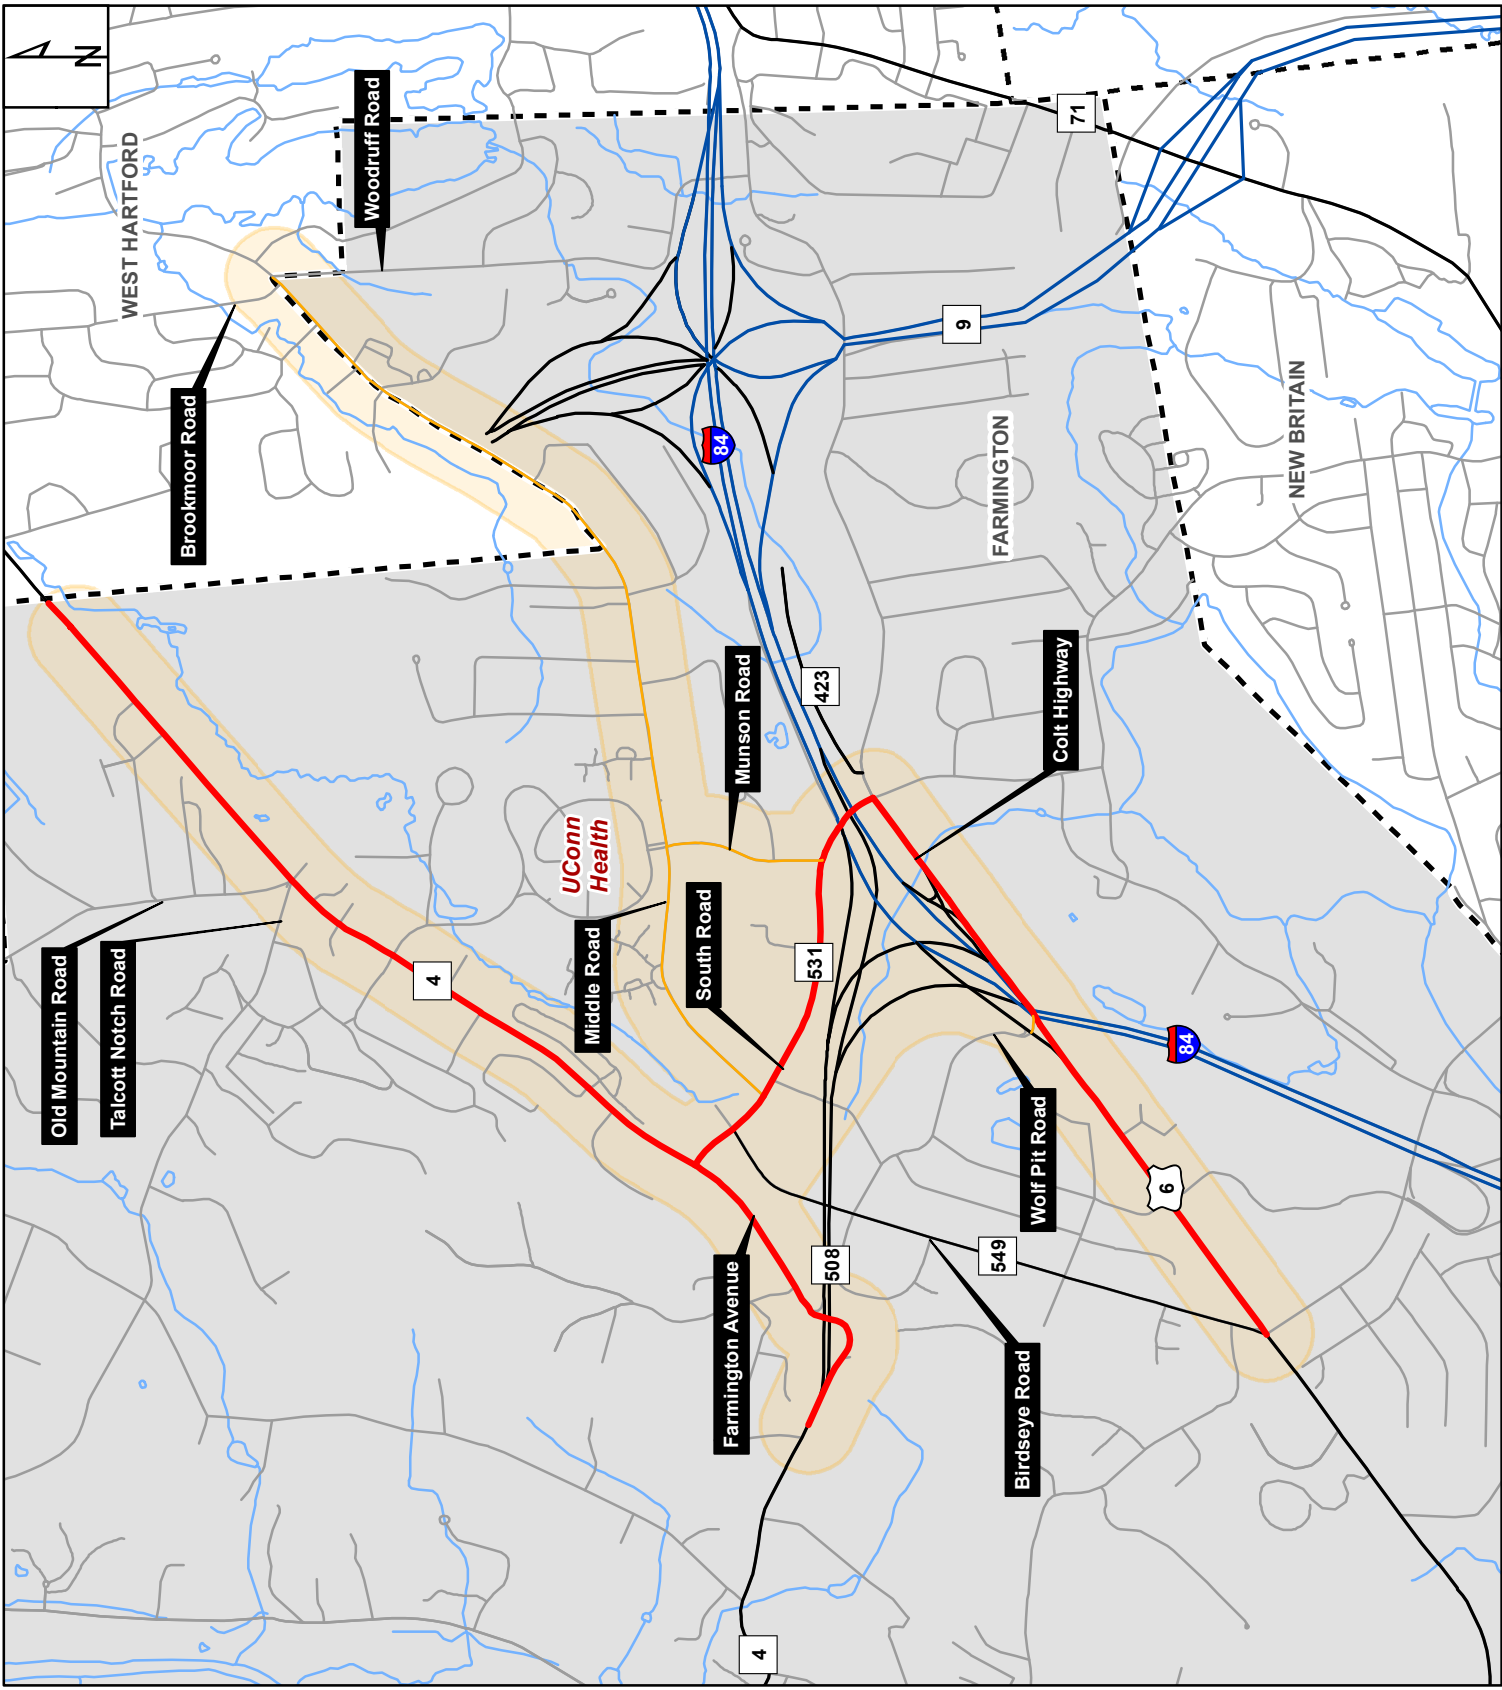 N
WEST HARTFORD
Woodruff Road
Brookmoor Road
71
9
84
FARMINGTON
NEW BRITAIN
423
Munson Road
Colt Highway
UConn
Health
Middle Road
South Road
531
4
Old Mountain Road
Talcott Notch Road
84
Wolf Pit Road
6
549
508
Farmington Avenue
Birdseye Road
4